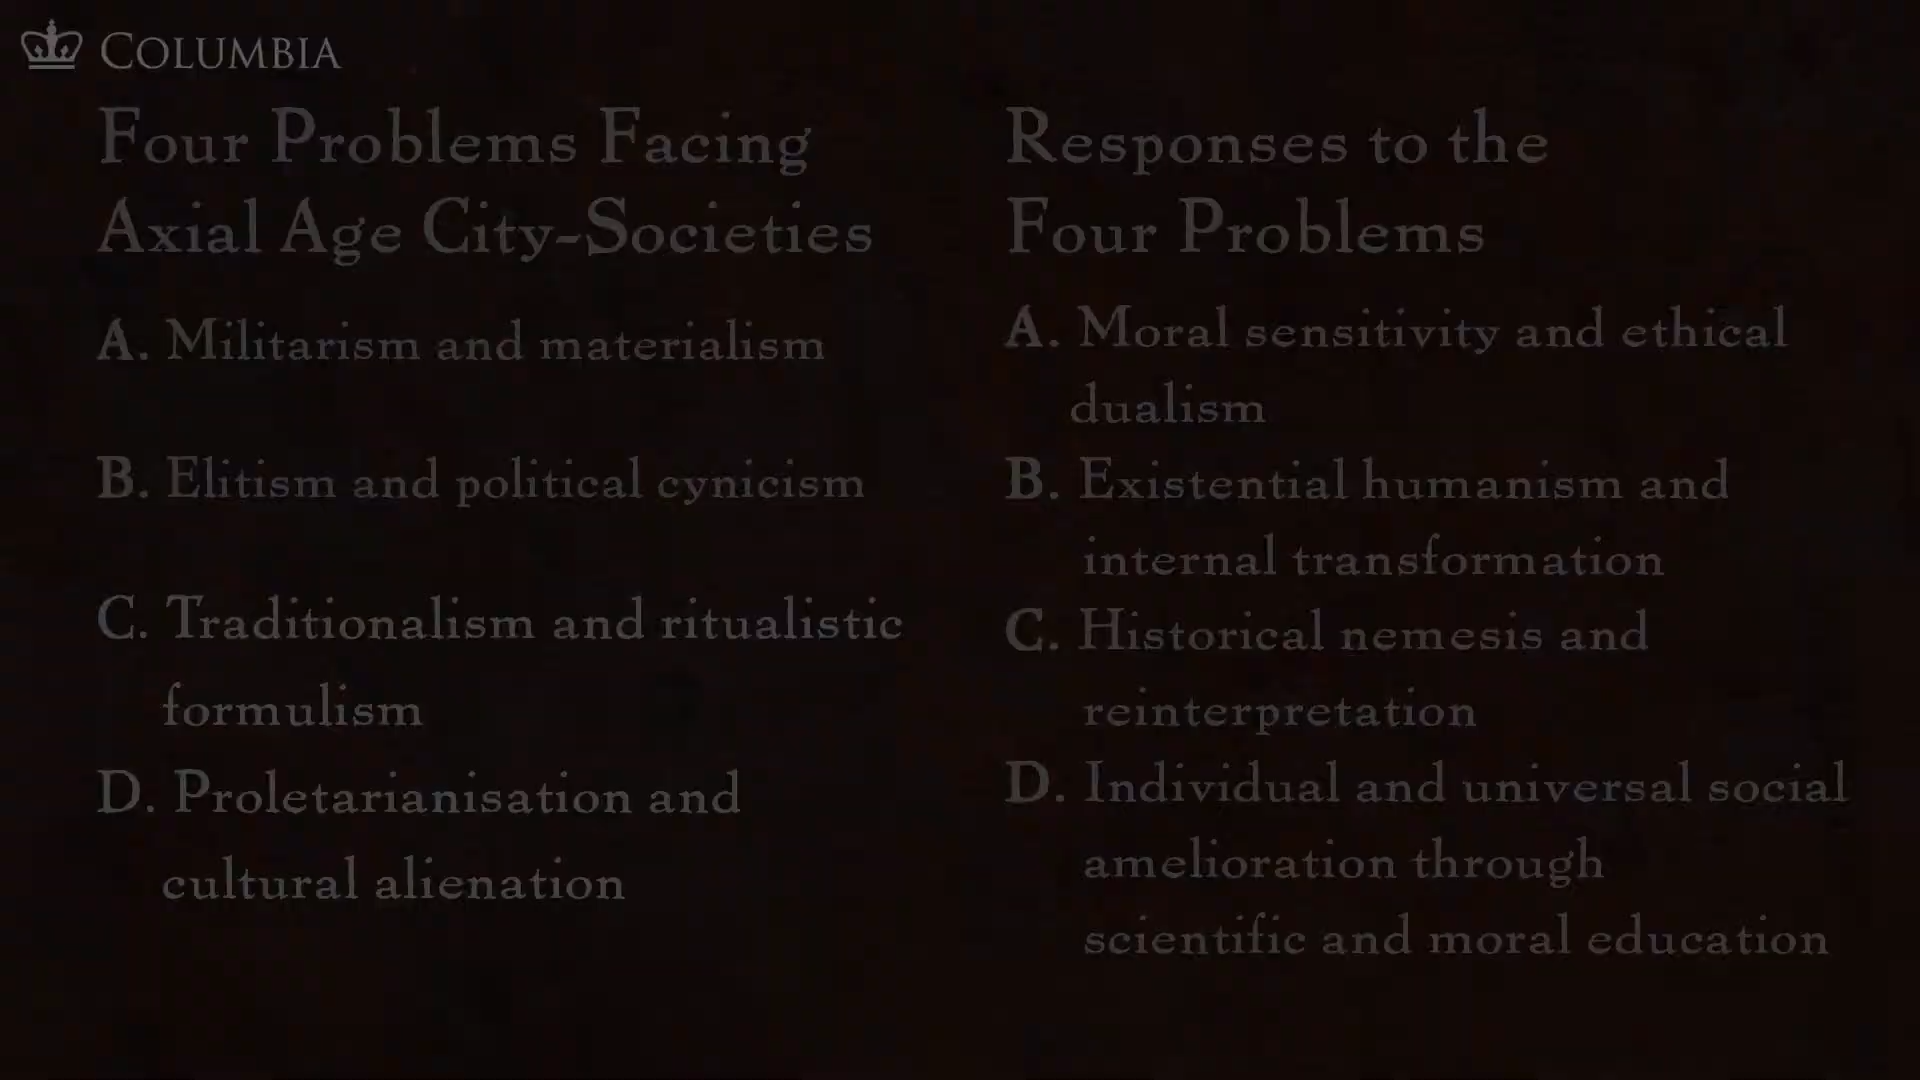 COLUMBIA
Four Problems Facing
Axial Age City-Societies
A. Militarism and materialism
B. Elitism and political cynicism
C. Traditionalism and ritualistic
formulism
D. Proletarianisation and
cultural alienation
Responses to the
Four Problems
A. Moral sensitivity and ethical
dualism
B. Existential humanism and
internal transformation
C. Historical nemesis and
reinterpretation
D. Individual and universal social
amelioration through
scientific and moral education